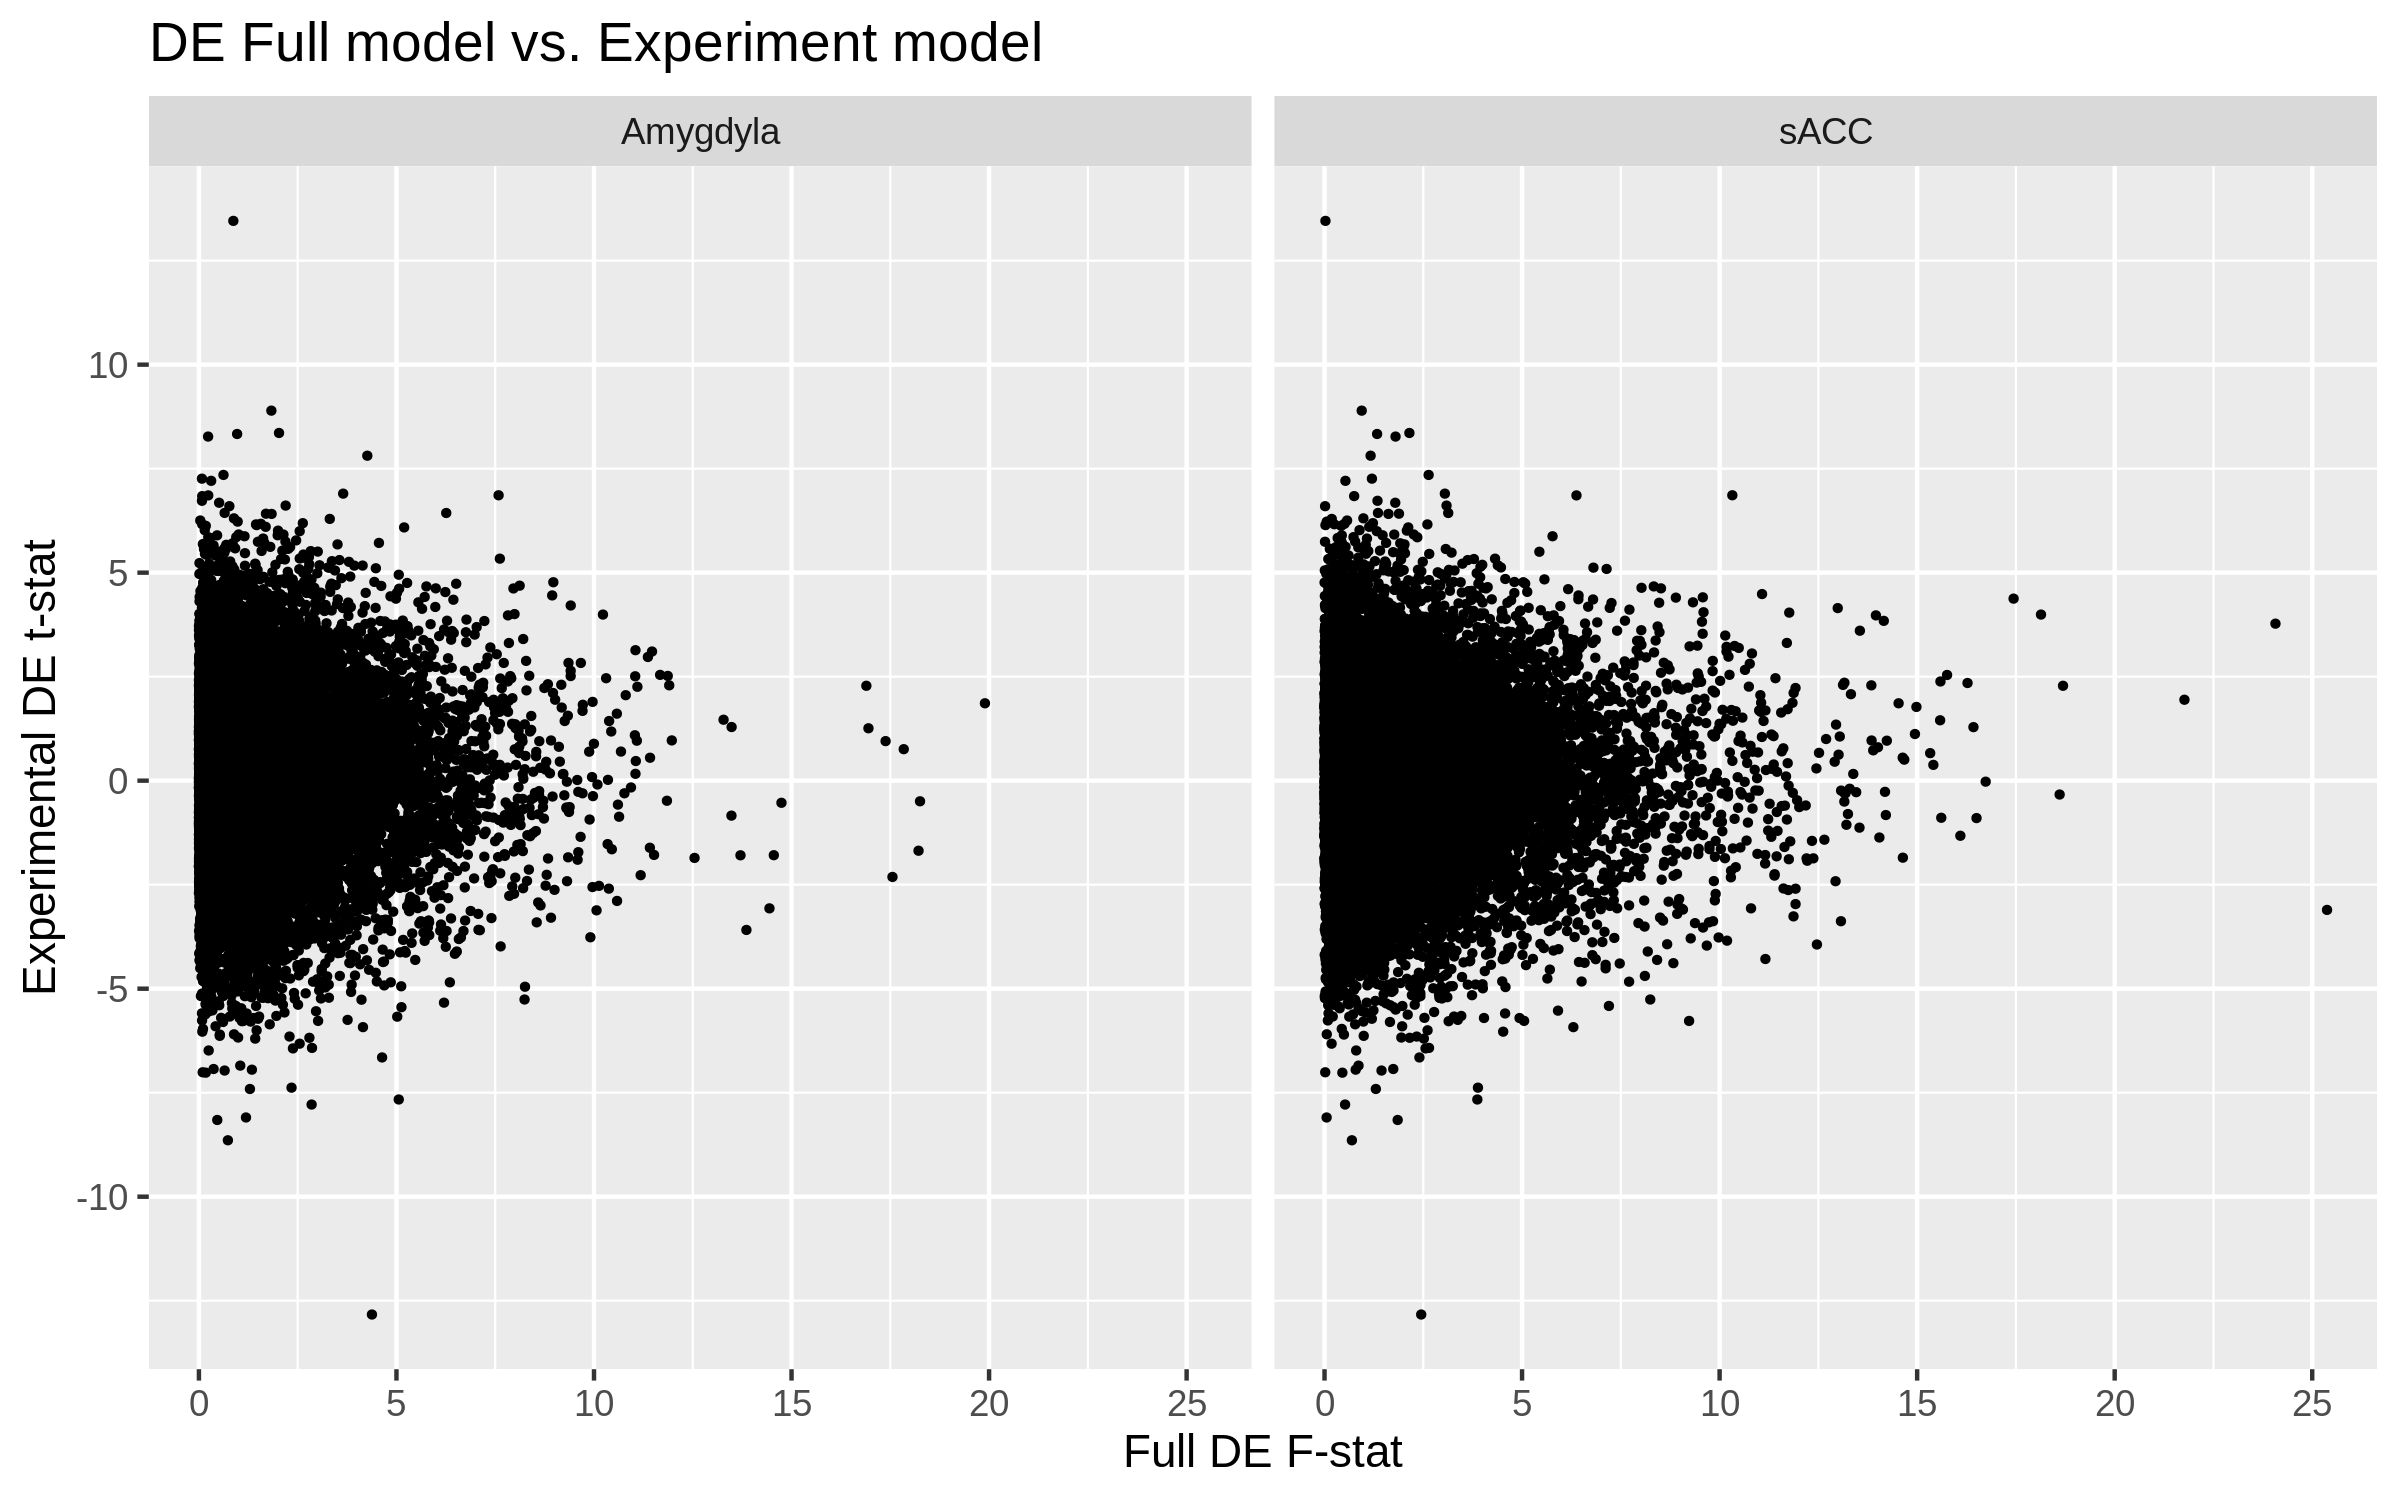 DE Full model vs. Experiment model
Amygdyla
sACC
Experimental DE t-stat
10
5
0
-5
-10
0 5 10 15 20 25
0 5 10 15 20 25
Full DE F-stat